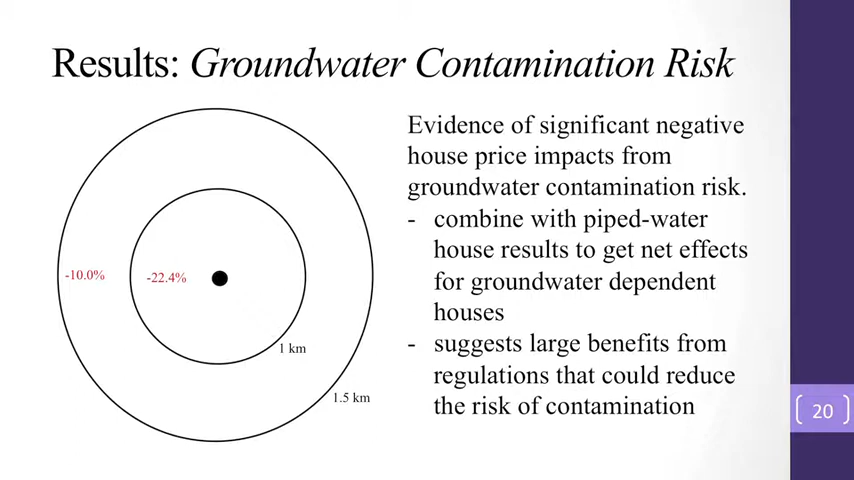 Results: Groundwater Contamination Risk
Evidence of significant negative
house price impacts from
groundwater contamination risk.
- combine with piped-water
house results to get net effects
for groundwater dependent
houses
- suggests large benefits from
regulations that could reduce
the risk of contamination
-10.0%
-22.4%
1 km
1.5 km
20